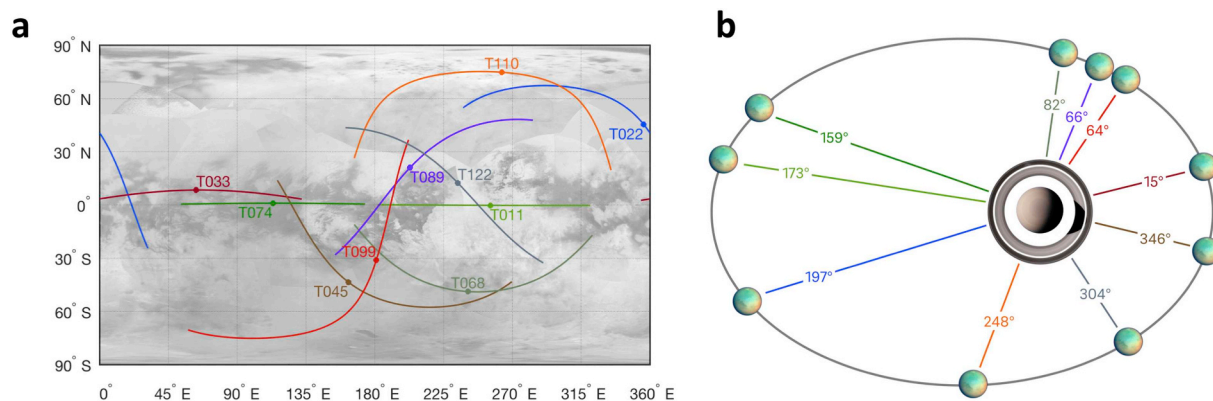 a
90° N
60° N
30° N
0°
30° S
60° S
90° S
T110
T022
T089
T122
T033
T074
T011
T099
T068
T045
0° E
45° E
90° E
135° E
180° E
225° E
270° E
315° E
360° E
b
82°
66°
64°
159°
173°
15°
346°
197°
304°
248°